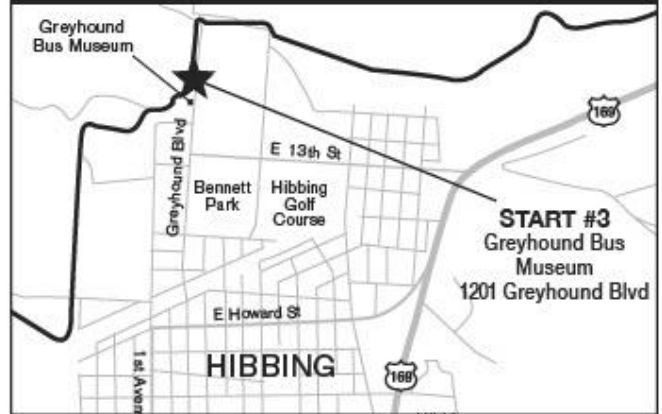 Greyhound
Bus Museum
169
Greyhound Blvd
E 13th St
Bennett
Park
Hibbing
Golf
Course
START #3
Greyhound Bus
Museum
1201 Greyhound Blvd
E Howard St
HIBBING
1st Aven
169